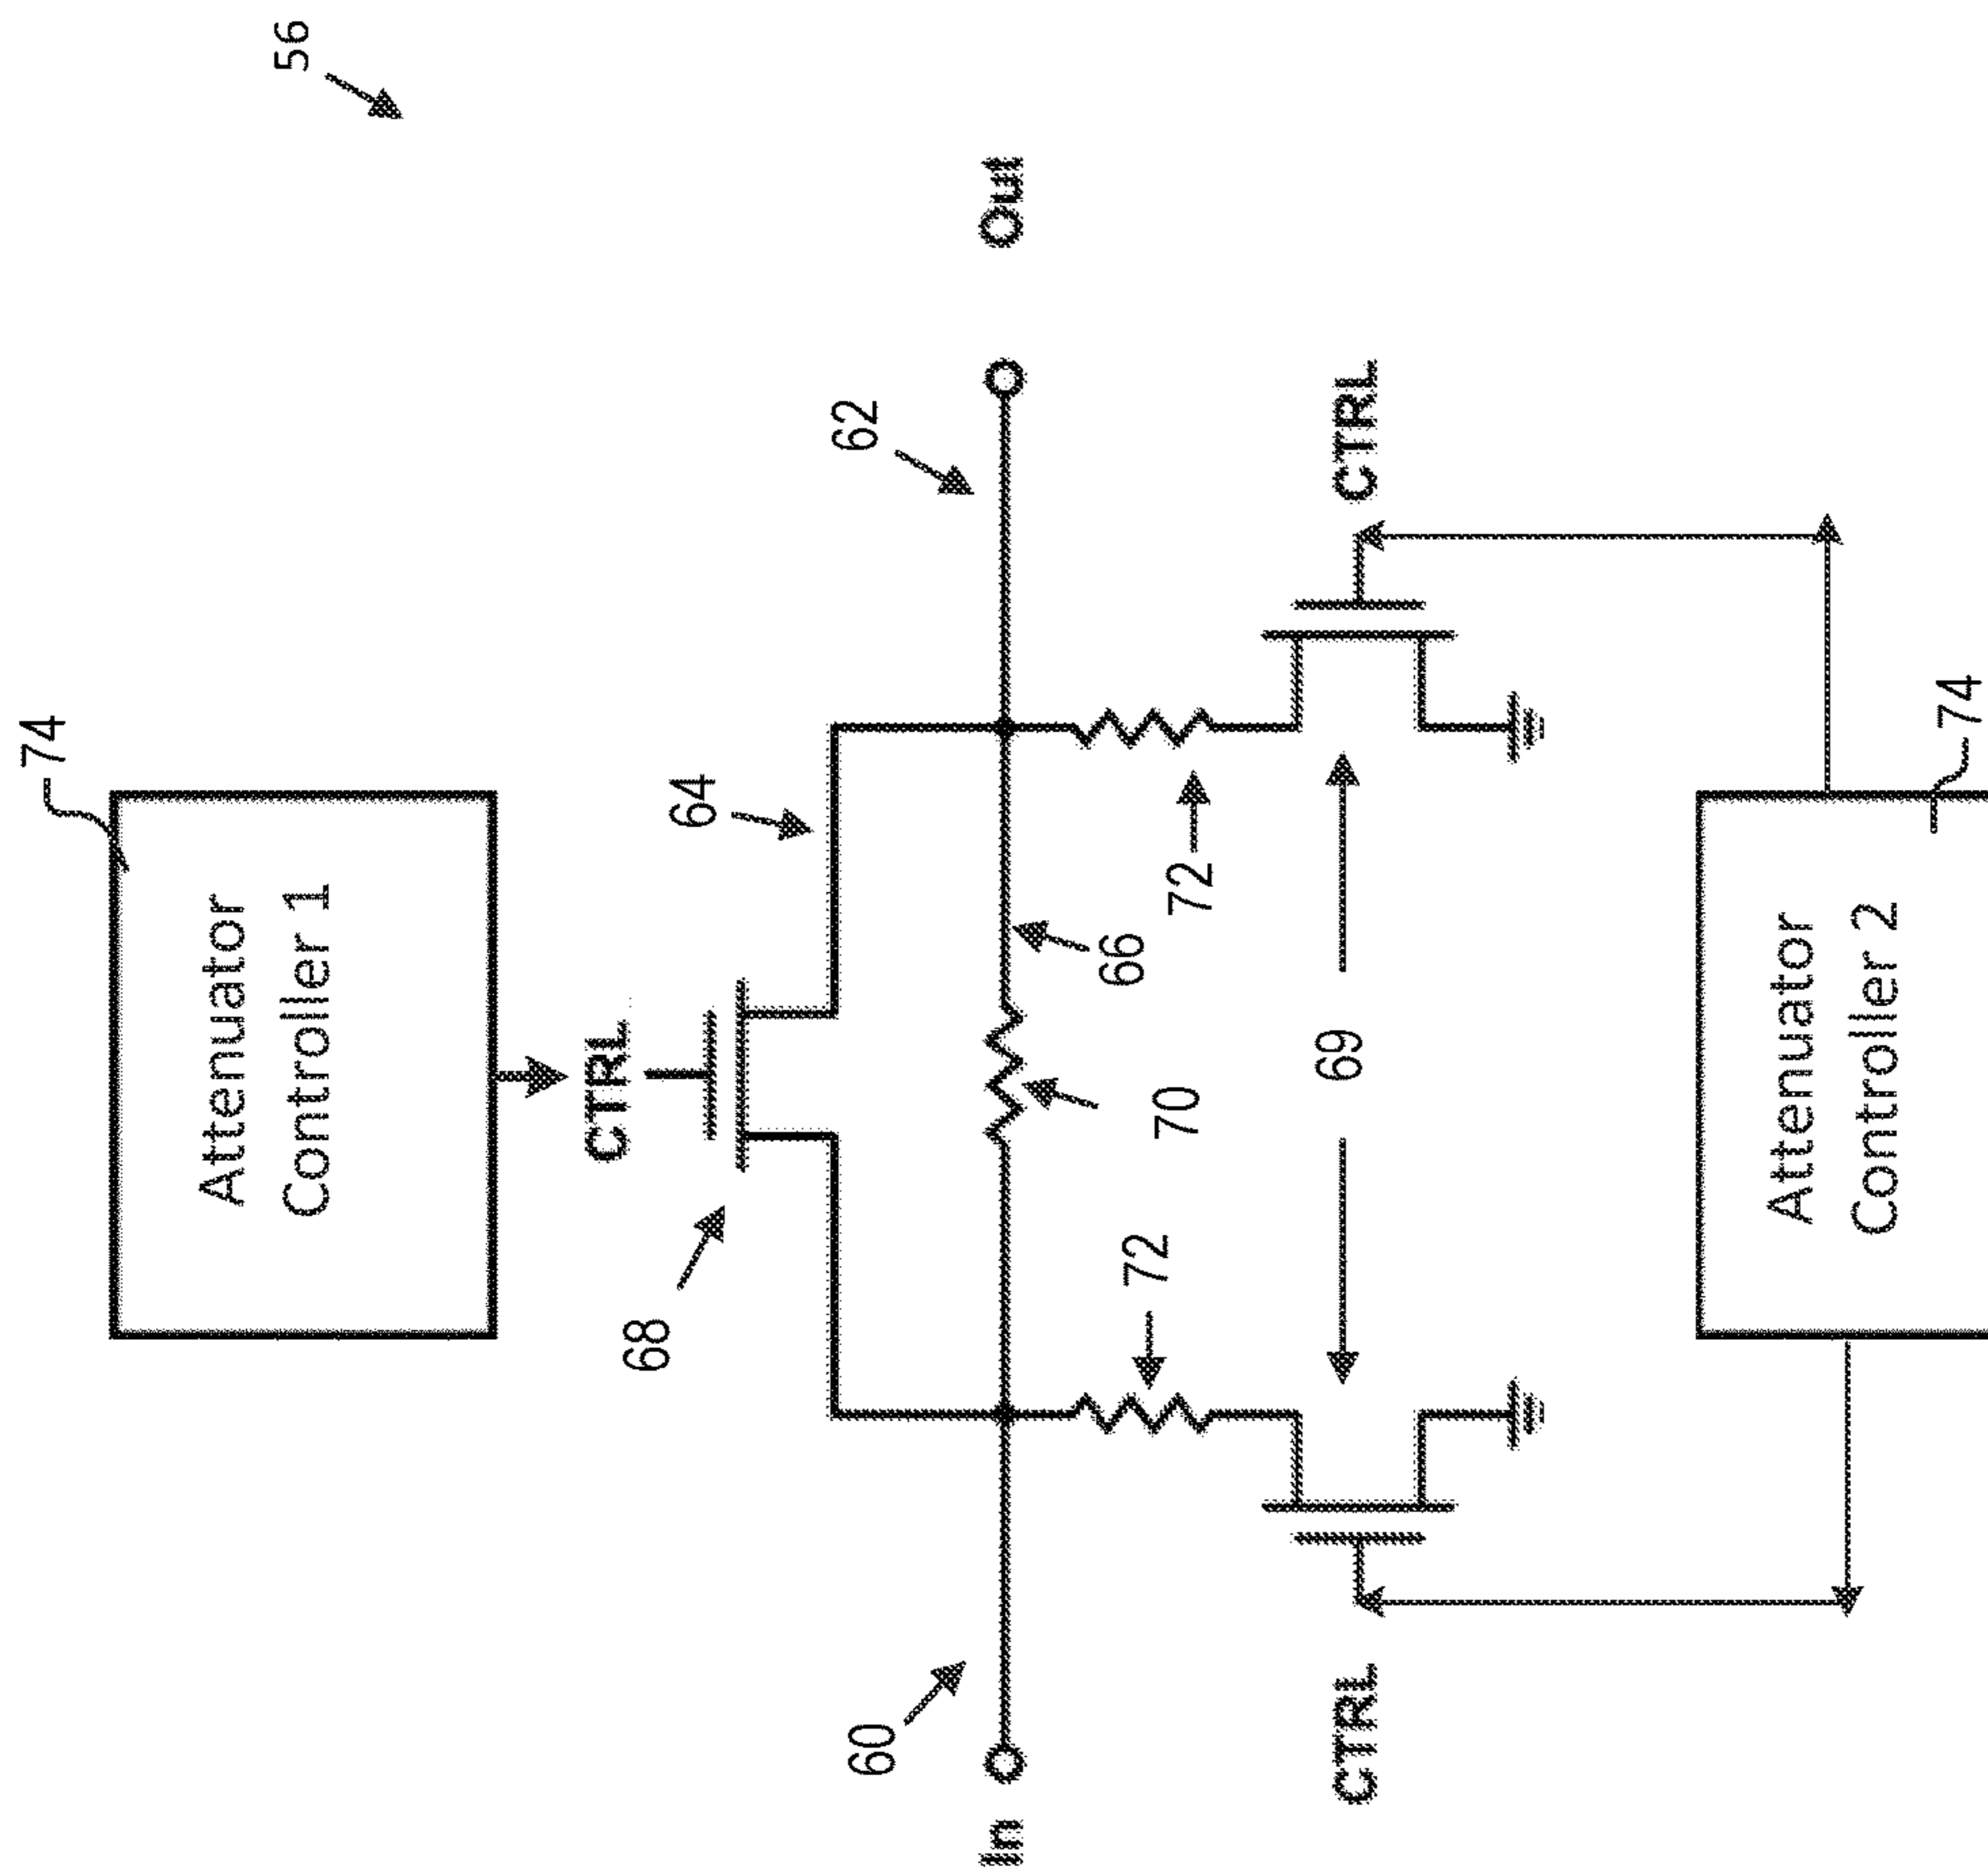 56
74
Attenuator
Controller 1
CTRL
68
64
62
60
In
Out
66
70
72
72
69
CTRL
CTRL
Attenuator
Controller 2
74